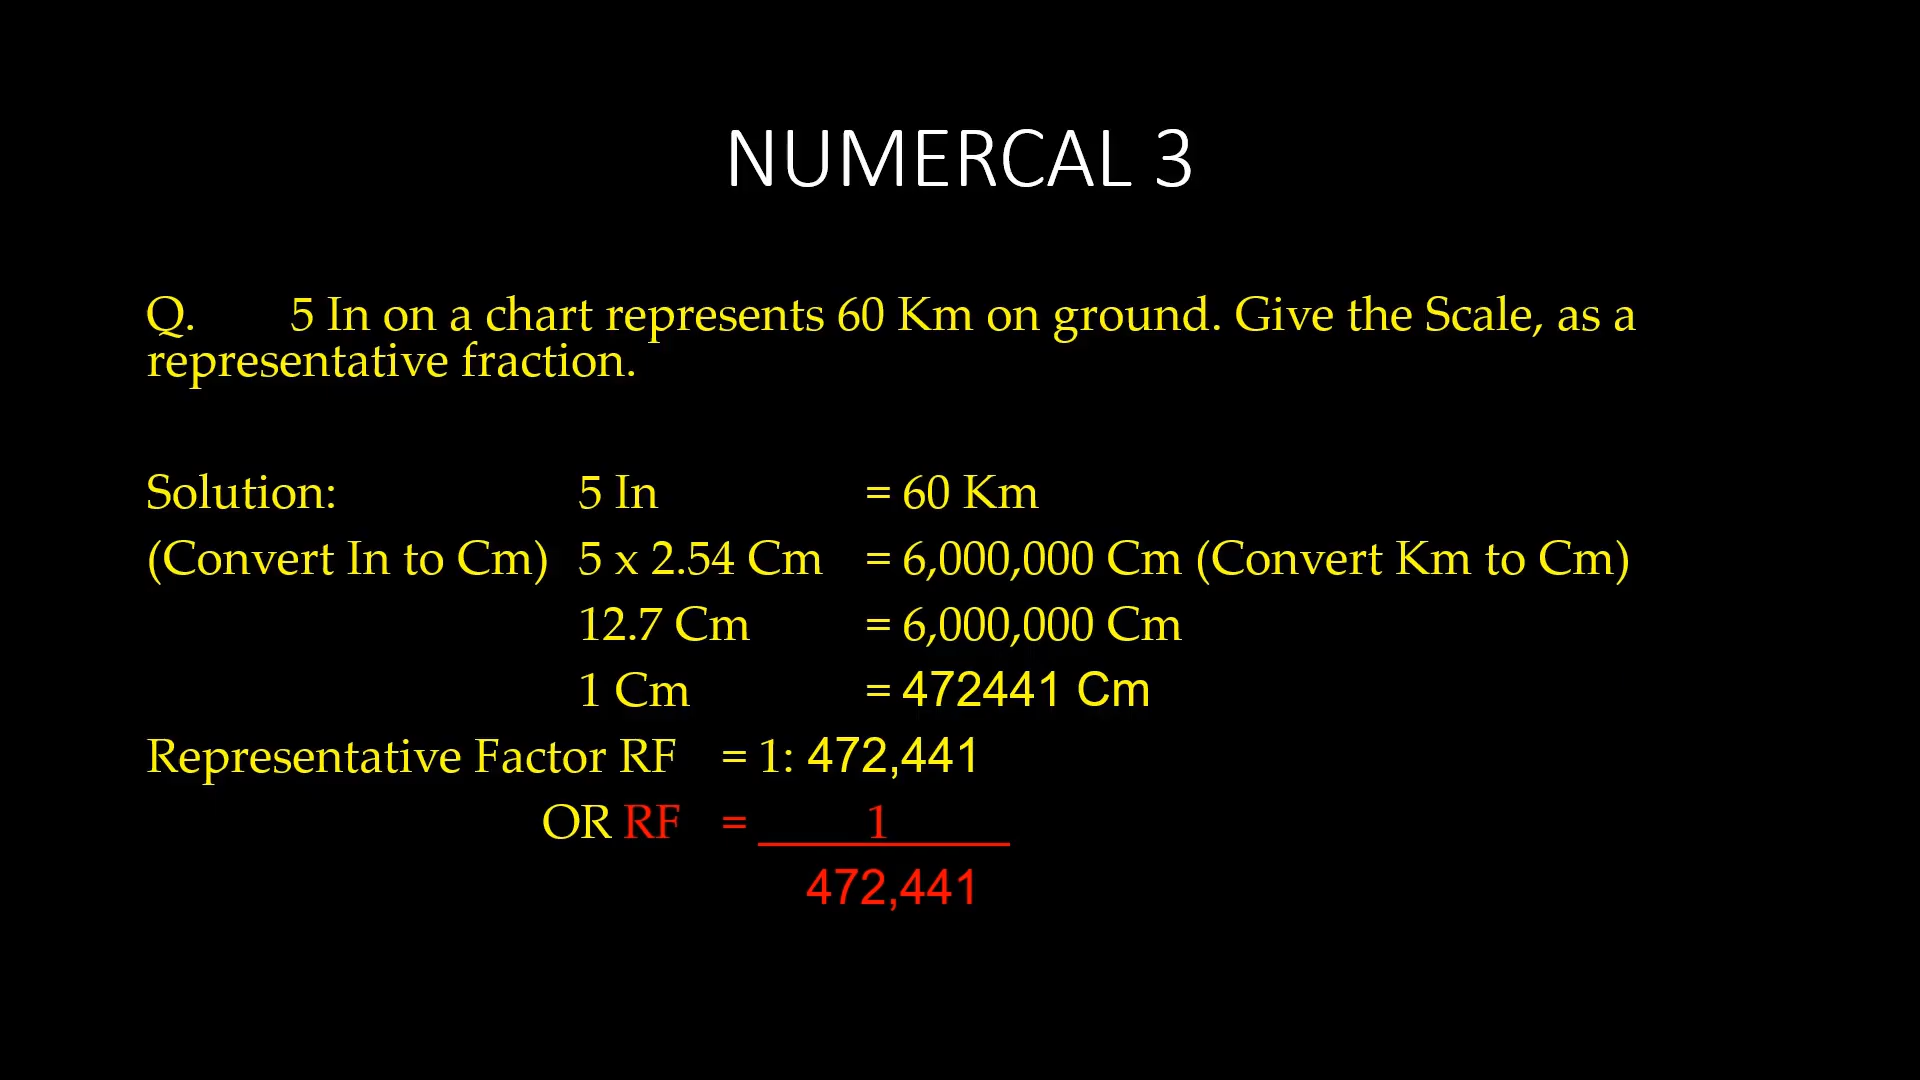 NUMERCAL 3
Q. 5 In on a chart represents 60 Km on ground. Give the Scale, as a
representative fraction.
Solution: 5 In = 60 Km
(Convert In to Cm) 5 x 2.54 Cm = 6,000,000 Cm (Convert Km to Cm)
12.7 Cm = 6,000,000 Cm
1 Cm = 472441 Cm
Representative Factor RF = 1: 472,441
OR RF = 1
472,441